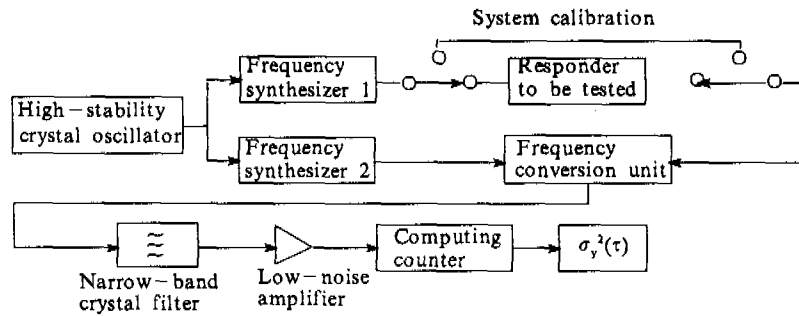 System calibration
Frequency
synthesizer 1
Responder
to be tested
High-stability
crystal oscillator
Frequency
synthesizer 2
Frequency
conversion unit
Narrow-band
crystal filter
Low-noise
amplifier
Computing
counter
σy²(τ)